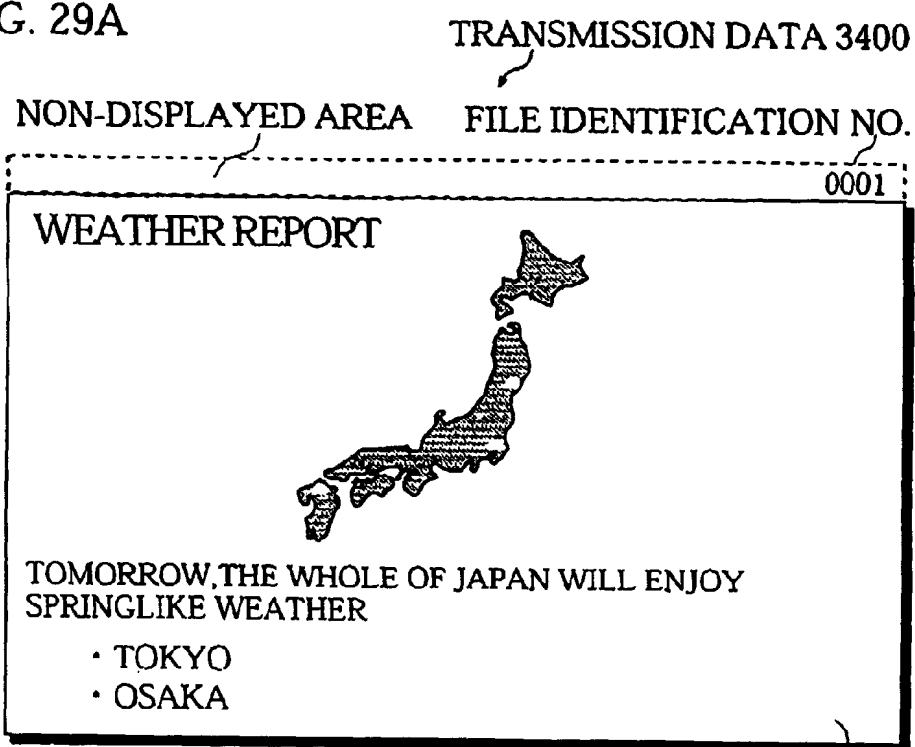 G. 29A
TRANSMISSION DATA 3400
NON-DISPLAYED AREA
FILE IDENTIFICATION NO.
0001
WEATHER REPORT
TOMORROW,THE WHOLE OF JAPAN WILL ENJOY
SPRINGLIKE WEATHER
· TOKYO
· OSAKA